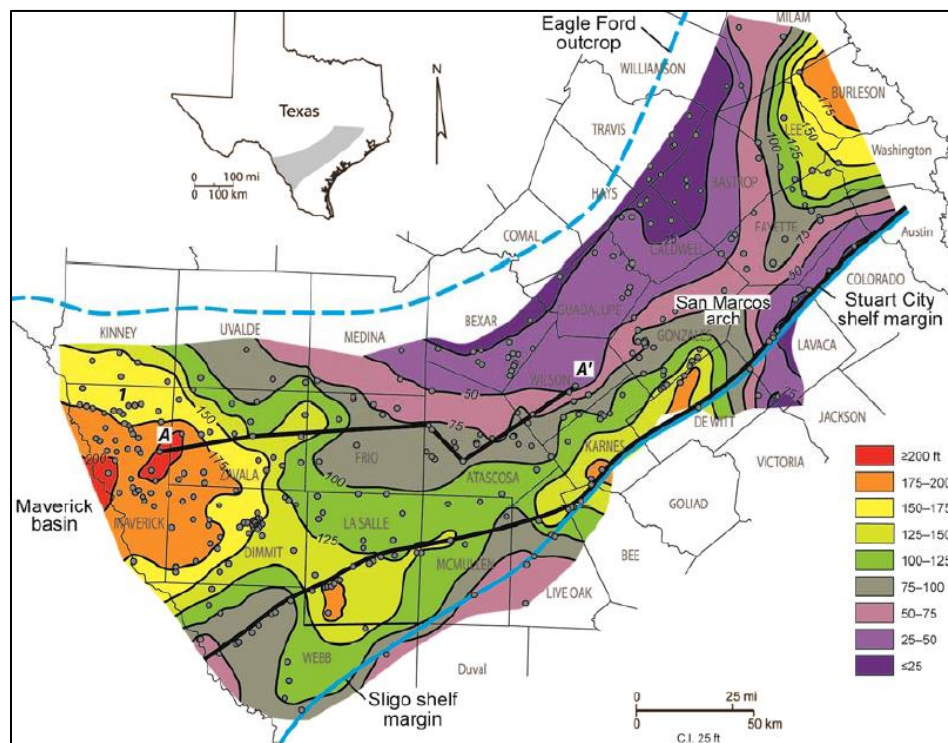 MILAM
Eagle Ford
outcrop
WILLIAMSON
BURLESON
Texas
N
175
150
LEE
TRAVIS
125
100
Washington
0 100 mi
0 100 km
HAYS
BASTROP
FAYETTE
75
Austin
COMAL
25
CALDWELL
50
COLORADO
San Marcos
arch
Stuart City
shelf margin
GUADALUPE
BEXAR
GONZALES
LAVACA
KINNEY
UVALDE
MEDINA
A'
WILSON
50
25
1
150
DE WITT
JACKSON
A
75
KARNES
VICTORIA
175
FRIO
200
ZAVALA
100
ATASCOSA
GOLIAD
Maverick
basin
MAVERICK
LA SALLE
125
DIMMIT
MCMULLEN
BEE
LIVE OAK
WEBB
Duval
Sligo shelf
margin
≥200 ft
175–200
150–175
125–150
100–125
75–100
50–75
25–50
≤25
0 25 mi
0 50 km
C.I. 25 ft